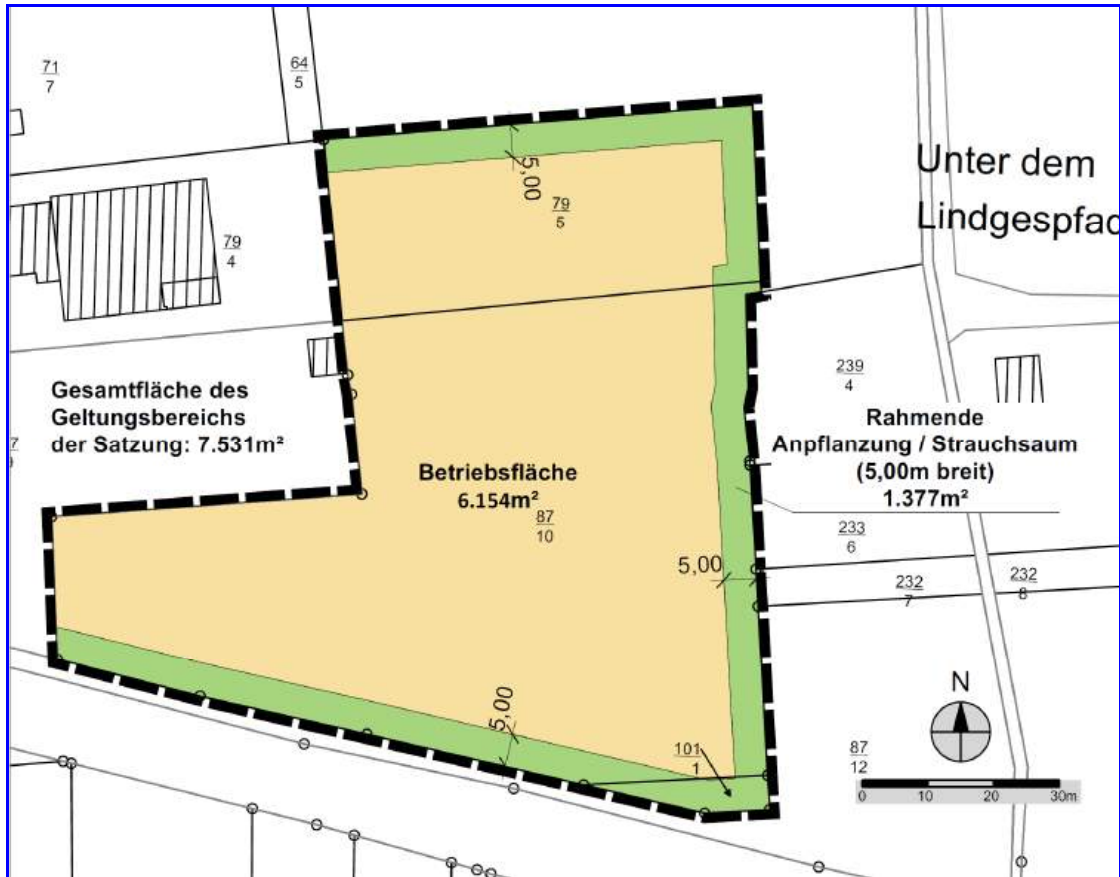 71
7
64
5
5,00
79
5
Unter dem
Lindgespfad
79
4
239
4
Gesamtfläche des
Geltungsbereichs
der Satzung: 7.531m²
Rahmende
Anpflanzung / Strauchsaum
(5,00m breit)
1.377m²
Betriebsfläche
6.154m²
87
10
233
6
5,00
232
7
232
8
N
5,00
101
1
87
12
0 10 20 30m